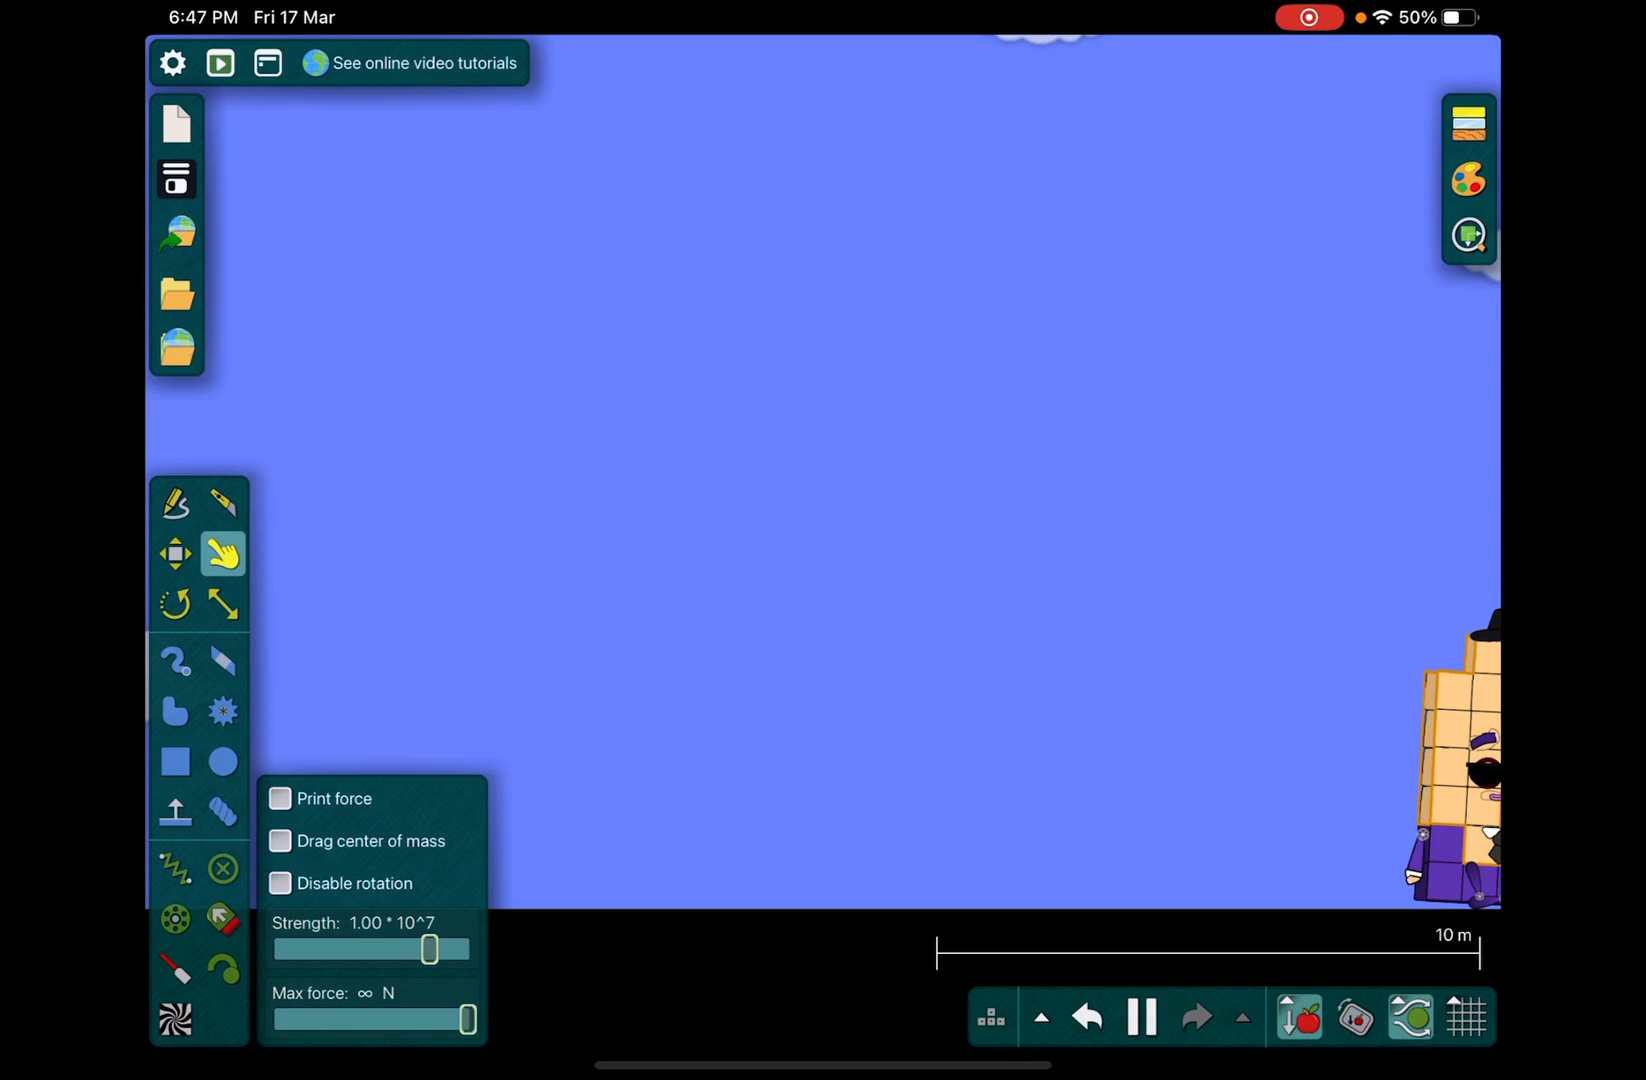 6:47 PM Fri 17 Mar
50%
See online video tutorials
Print force
Drag center of mass
Disable rotation
Strength: 1.00 * 10^7
Max force: ∞ N
10 m